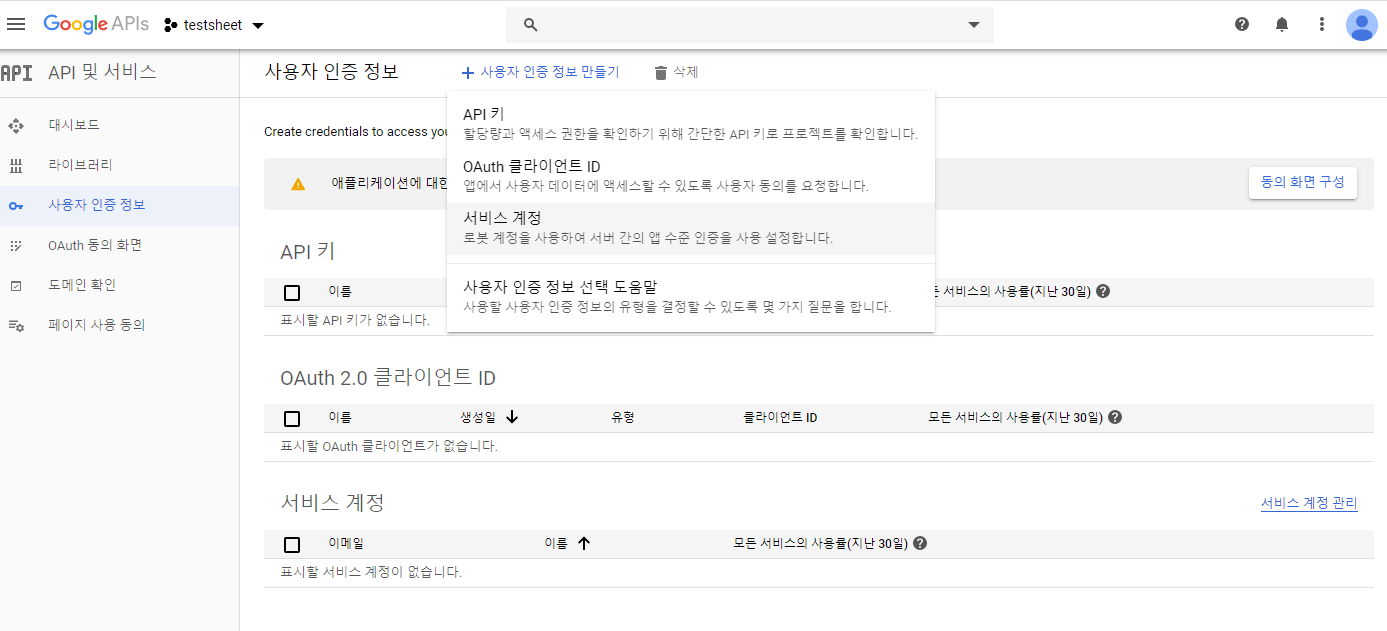 Google APIs
testsheet
API
API 및 서비스
사용자 인증 정보
사용자 인증 정보 만들기
삭제
대시보드
라이브러리
사용자 인증 정보
OAuth 동의 화면
도메인 확인
페이지 사용 동의
Create credentials to access you
애플리케이션에 대한
동의 화면 구성
API 키
할당량과 액세스 권한을 확인하기 위해 간단한 API 키로 프로젝트를 확인합니다.
OAuth 클라이언트 ID
앱에서 사용자 데이터에 액세스할 수 있도록 사용자 동의를 요청합니다.
서비스 계정
로봇 계정을 사용하여 서버 간의 앱 수준 인증을 사용 설정합니다.
사용자 인증 정보 선택 도움말
사용할 사용자 인증 정보의 유형을 결정할 수 있도록 몇 가지 질문을 합니다.
API 키
이름
서비스의 사용률(지난 30일)
표시할 API 키가 없습니다.
OAuth 2.0 클라이언트 ID
이름 생성일 유형 클라이언트 ID 모든 서비스의 사용률(지난 30일)
표시할 OAuth 클라이언트가 없습니다.
서비스 계정
서비스 계정 관리
이메일 이름 모든 서비스의 사용률(지난 30일)
표시할 서비스 계정이 없습니다.